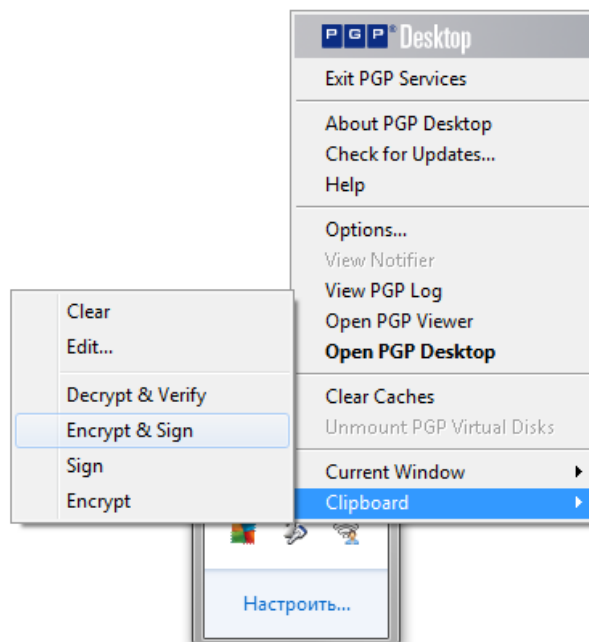 PGP® Desktop
Exit PGP Services
About PGP Desktop
Check for Updates...
Help
Options...
View Notifier
View PGP Log
Open PGP Viewer
Open PGP Desktop
Clear Caches
Unmount PGP Virtual Disks
Current Window
Clipboard
Clear
Edit...
Decrypt & Verify
Encrypt & Sign
Sign
Encrypt
Настроить...